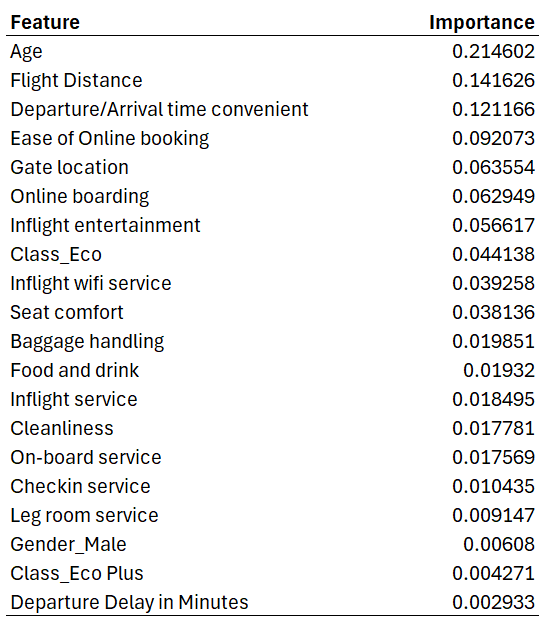 Feature Importance
Age 0.214602
Flight Distance 0.141626
Departure/Arrival time convenient 0.121166
Ease of Online booking 0.092073
Gate location 0.063554
Online boarding 0.062949
Inflight entertainment 0.056617
Class_Eco 0.044138
Inflight wifi service 0.039258
Seat comfort 0.038136
Baggage handling 0.019851
Food and drink 0.01932
Inflight service 0.018495
Cleanliness 0.017781
On-board service 0.017569
Checkin service 0.010435
Leg room service 0.009147
Gender_Male 0.00608
Class_Eco Plus 0.004271
Departure Delay in Minutes 0.002933